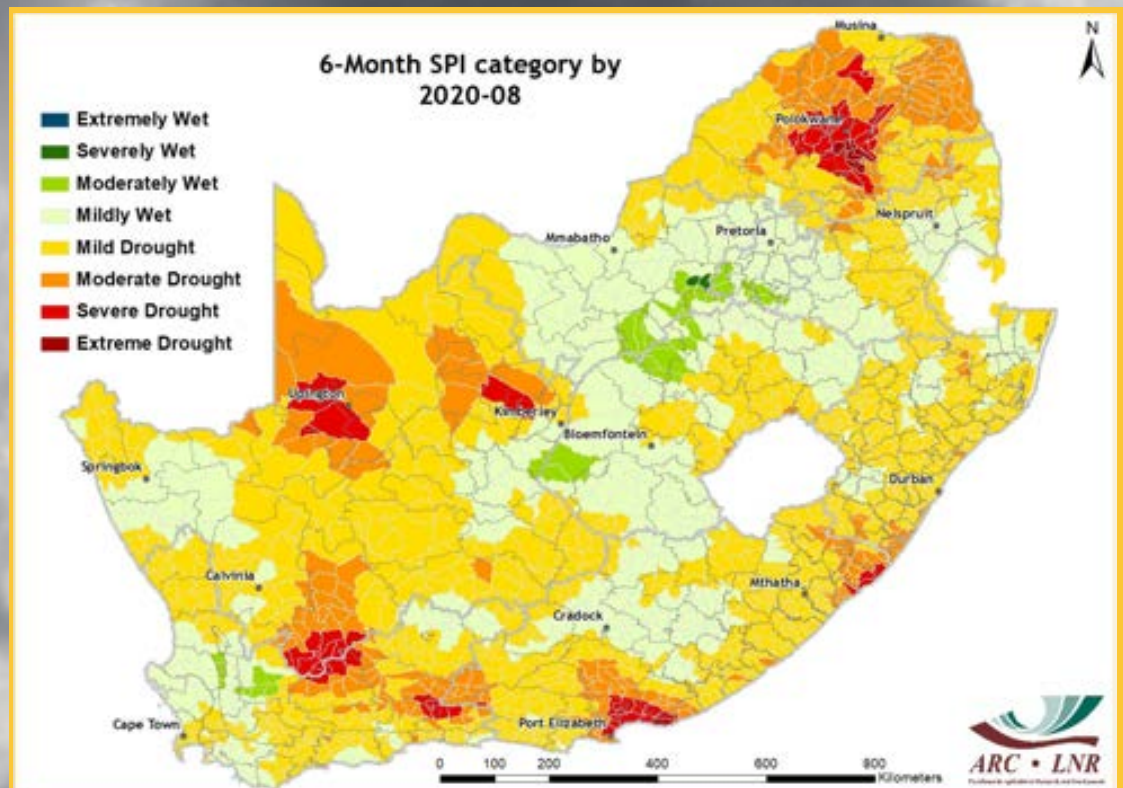 6-Month SPI category by
2020-08
N
Extremely Wet
Severely Wet
Moderately Wet
Mildly Wet
Mild Drought
Moderate Drought
Severe Drought
Extreme Drought
Musina
Polokwane
Nelspruit
Pretoria
Mmabatho
Upington
Kimberley
Bloemfontein
Springbok
Durban
Calvinia
Mthatha
Cradock
Cape Town
Port Elizabeth
0 100 200 400 600 800
Kilometers
ARC • LNR